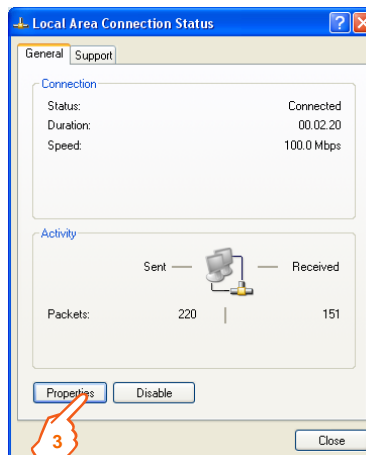 Local Area Connection Status
General Support
Connection
Status: Connected
Duration: 00.02.20
Speed: 100.0 Mbps
Activity
Sent — — Received
Packets: 220 | 151
Properties Disable
3
Close